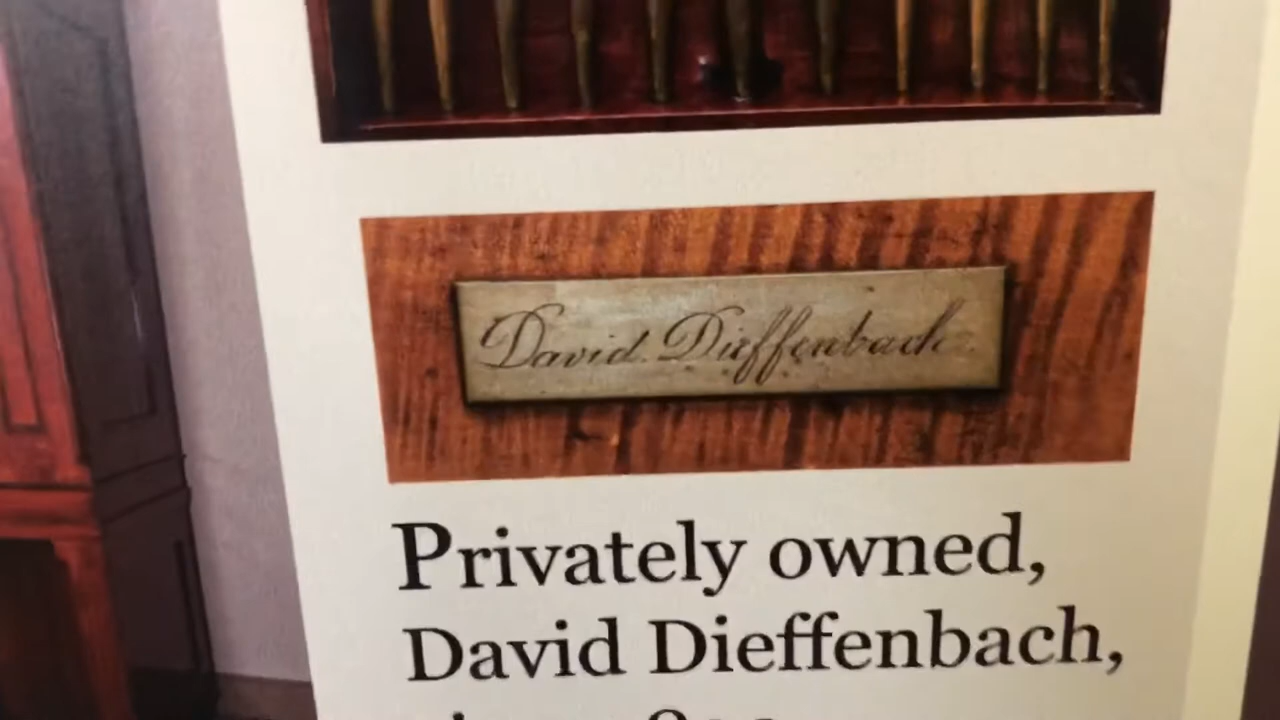 David Dieffenbach
Privately owned,
David Dieffenbach,